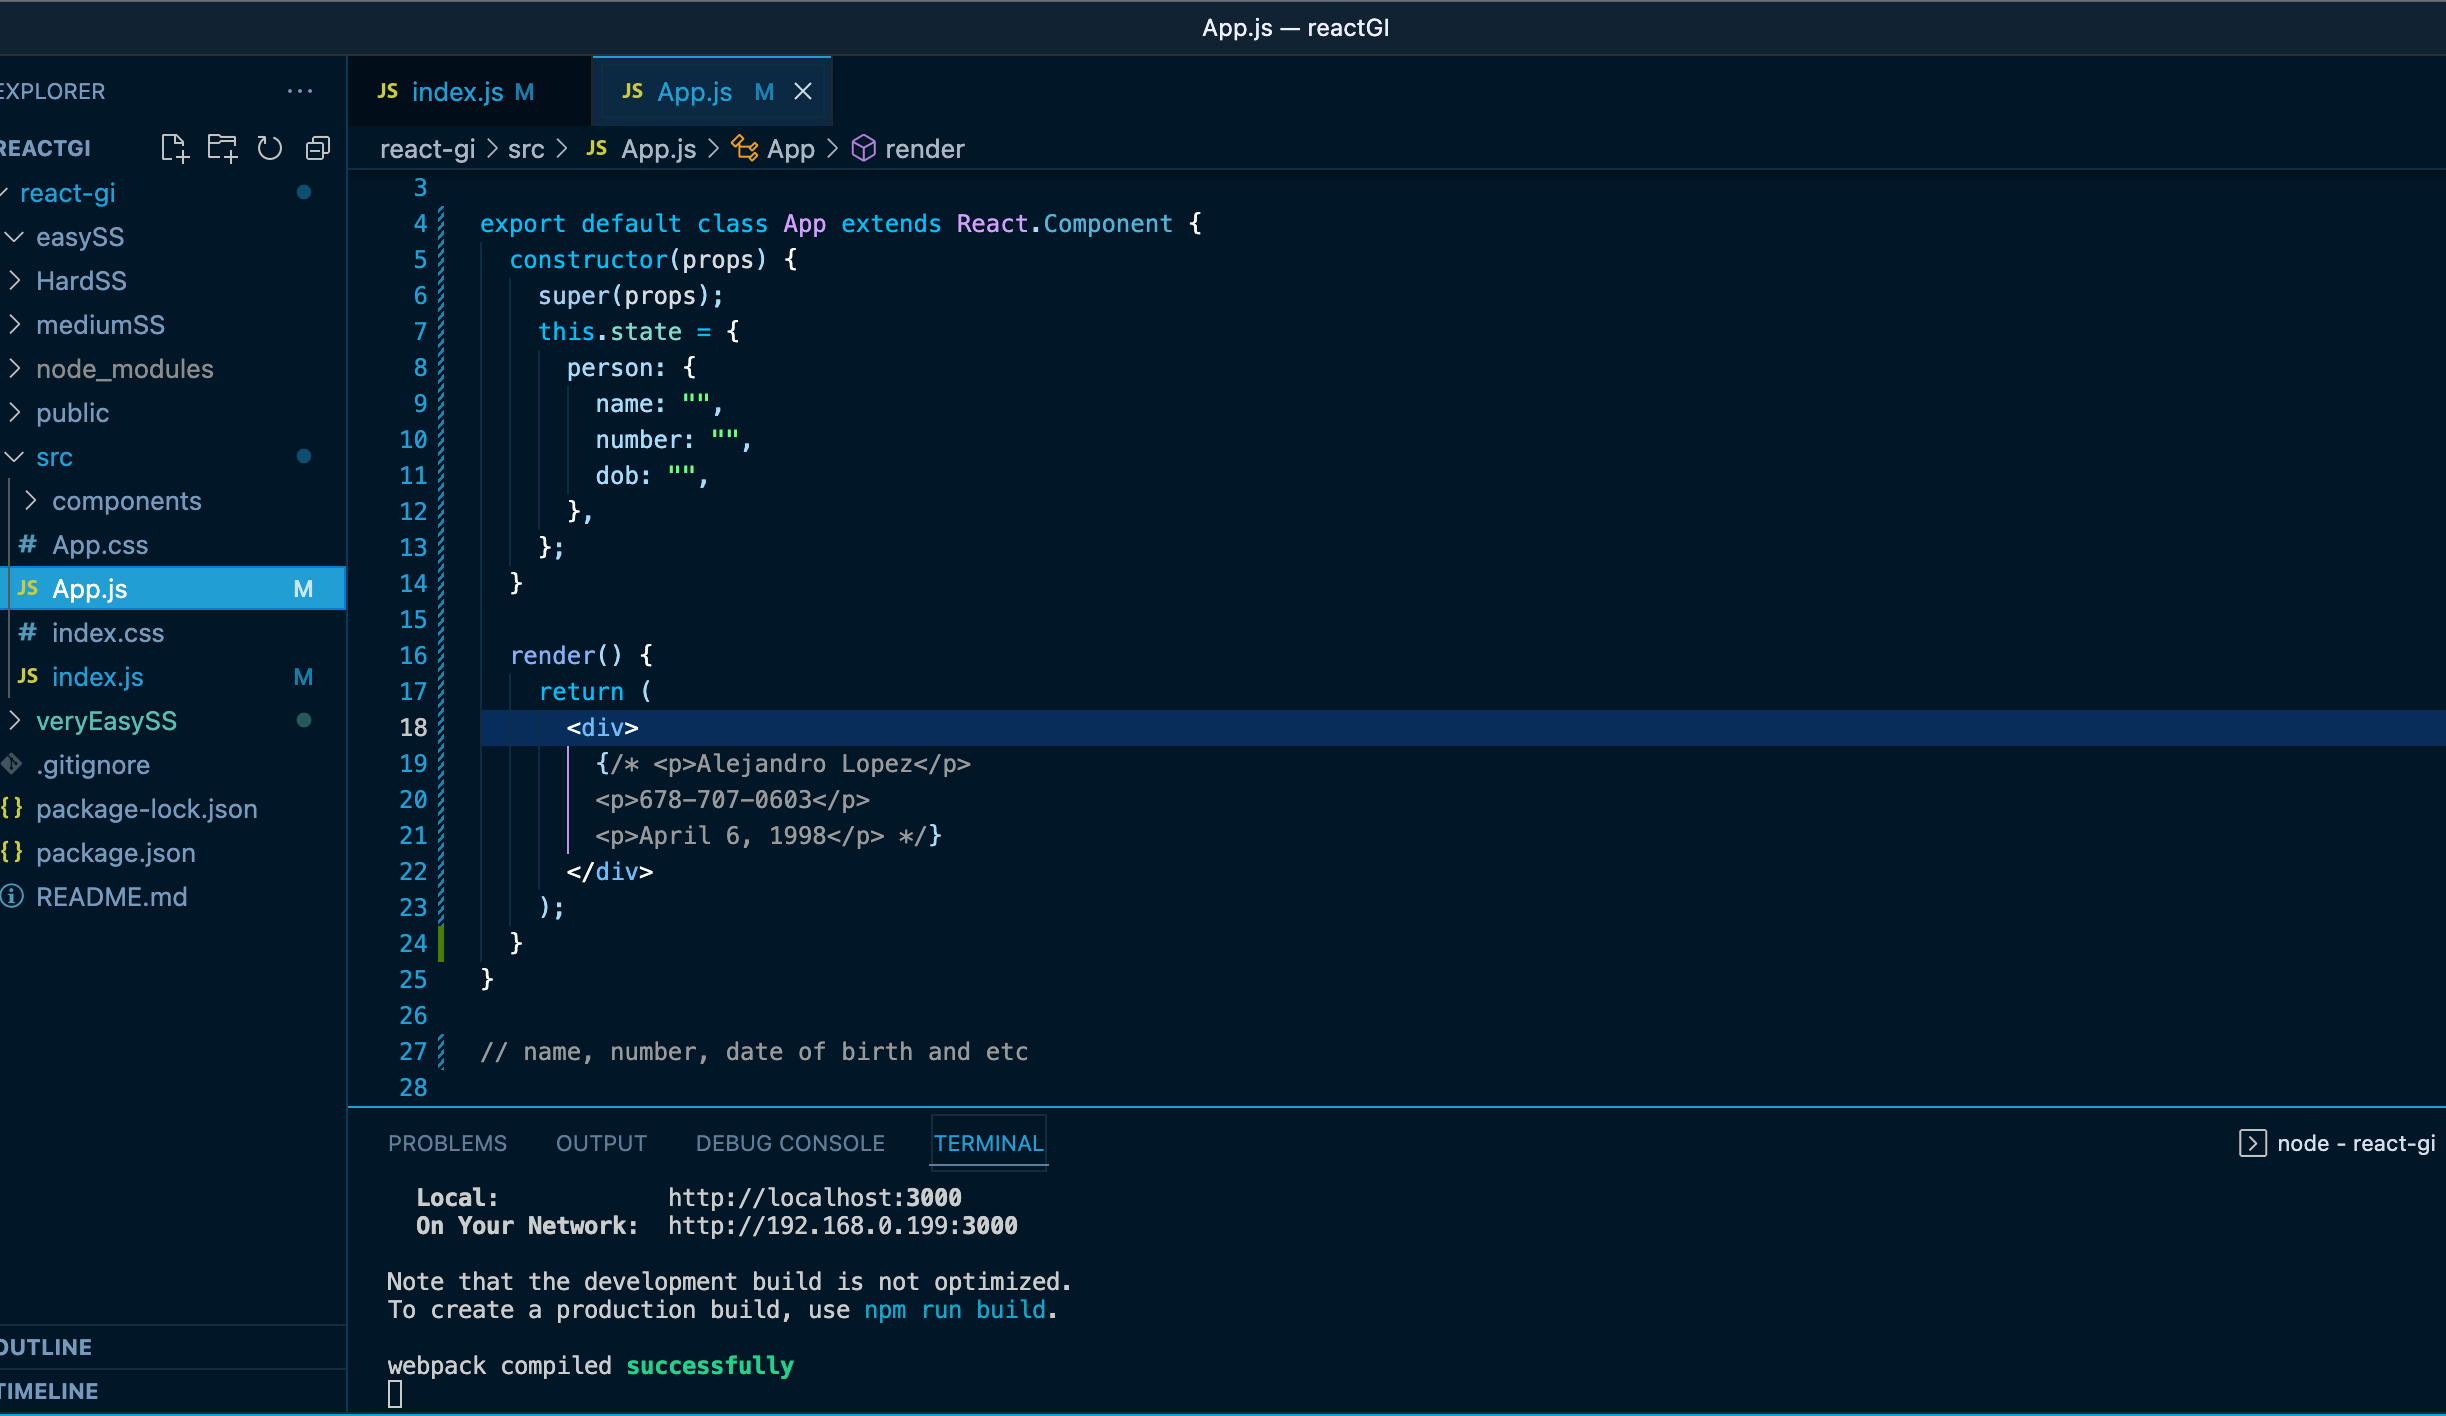 App.js — reactGI
EXPLORER
REACTGI
react-gi
easySS
HardSS
mediumSS
node_modules
public
src
components
# App.css
JS App.js M
# index.css
JS index.js M
veryEasySS
.gitignore
{} package-lock.json
{} package.json
README.md
OUTLINE
TIMELINE
JS index.js M
JS App.js M
react-gi > src > JS App.js > App > render
3
4 export default class App extends React.Component {
5 constructor(props) {
6 super(props);
7 this.state = {
8 person: {
9 name: "",
10 number: "",
11 dob: "",
12 },
13 };
14 }
15
16 render() {
17 return (
18 <div>
19 {/* <p>Alejandro Lopez</p>
20 <p>678-707-0603</p>
21 <p>April 6, 1998</p> */}
22 </div>
23 );
24 }
25 }
26
27 // name, number, date of birth and etc
28
PROBLEMS OUTPUT DEBUG CONSOLE TERMINAL node - react-gi
Local: http://localhost:3000
On Your Network: http://192.168.0.199:3000
Note that the development build is not optimized.
To create a production build, use npm run build.
webpack compiled successfully